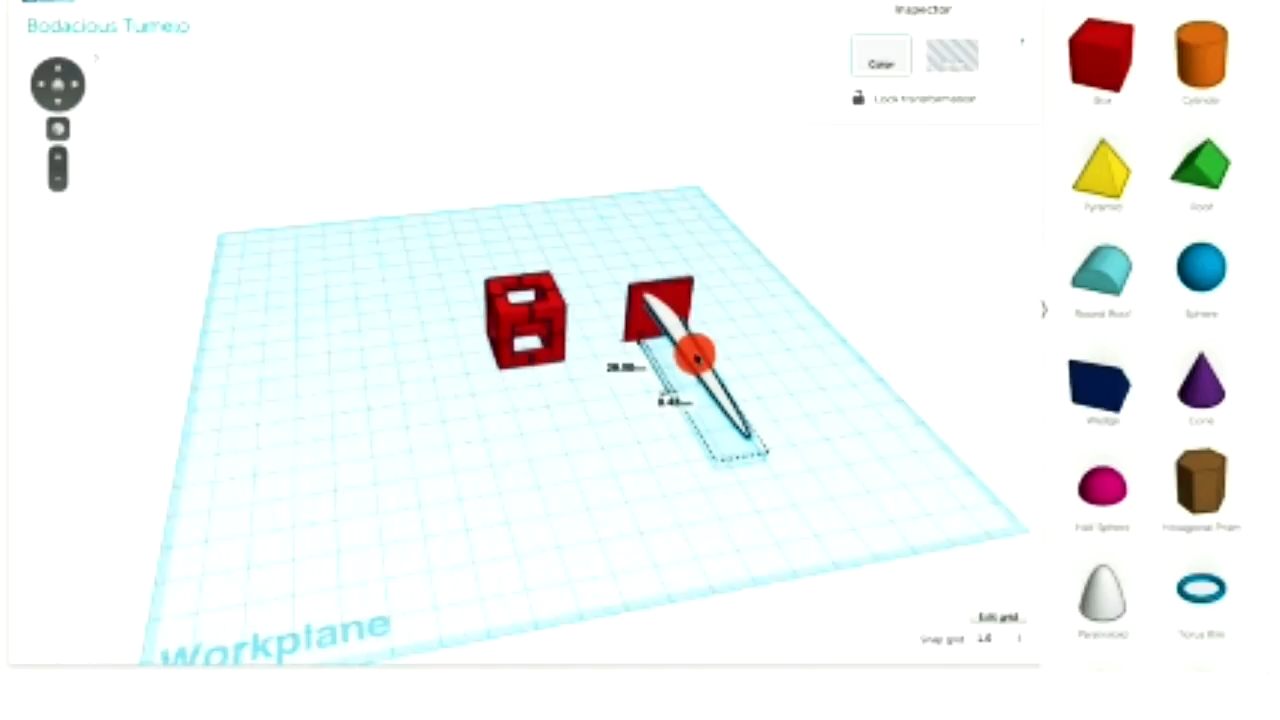 Bodacious Tumelo
Inspector
Color
Lock transformation
Box
Cylinder
Pyramid
Roof
Round Roof
Sphere
Wedge
Cone
Half Sphere
Hexagonal Prism
Paraboloid
Torus thin
Workplane
Edit grid
Snap grid